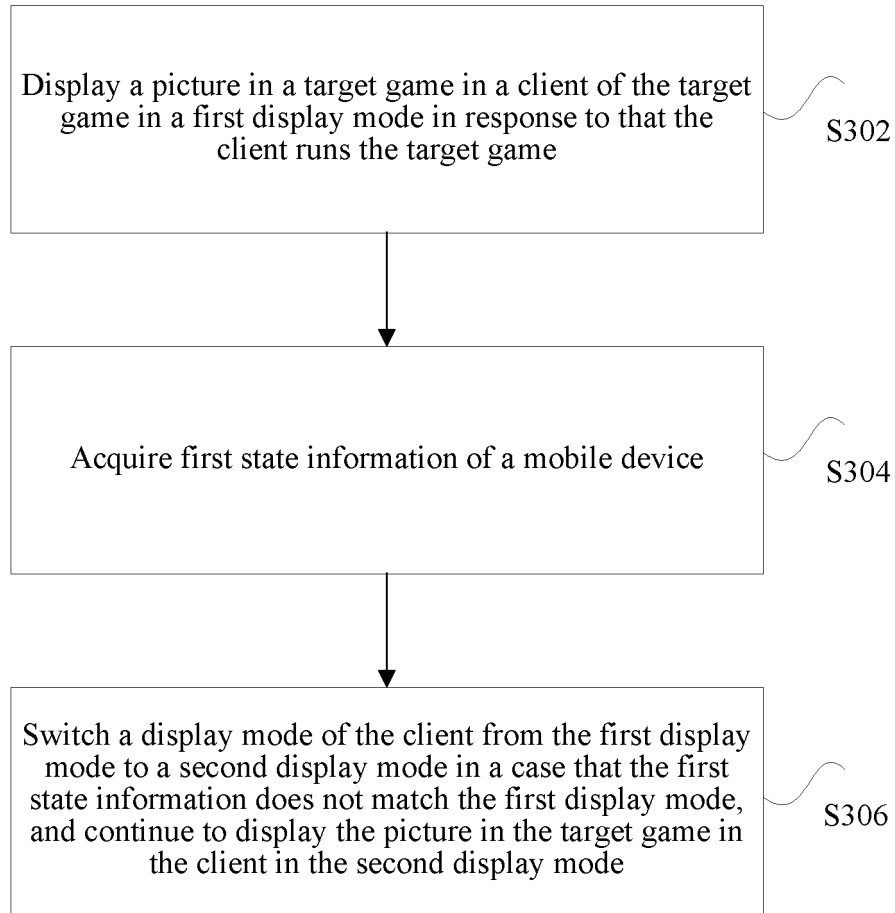 Display a picture in a target game in a client of the target
game in a first display mode in response to that the
client runs the target game
S302
Acquire first state information of a mobile device
S304
Switch a display mode of the client from the first display
mode to a second display mode in a case that the first
state information does not match the first display mode,
and continue to display the picture in the target game in
the client in the second display mode
S306